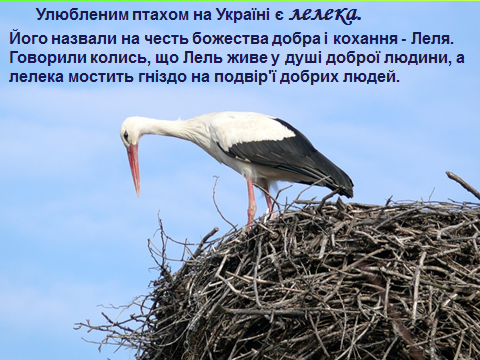 Улюбленим птахом на Україні є лелека.
Його назвали на честь божества добра і кохання - Леля.
Говорили колись, що Лель живе у душі доброї людини, а
лелека мостить гніздо на подвір'ї добрих людей.